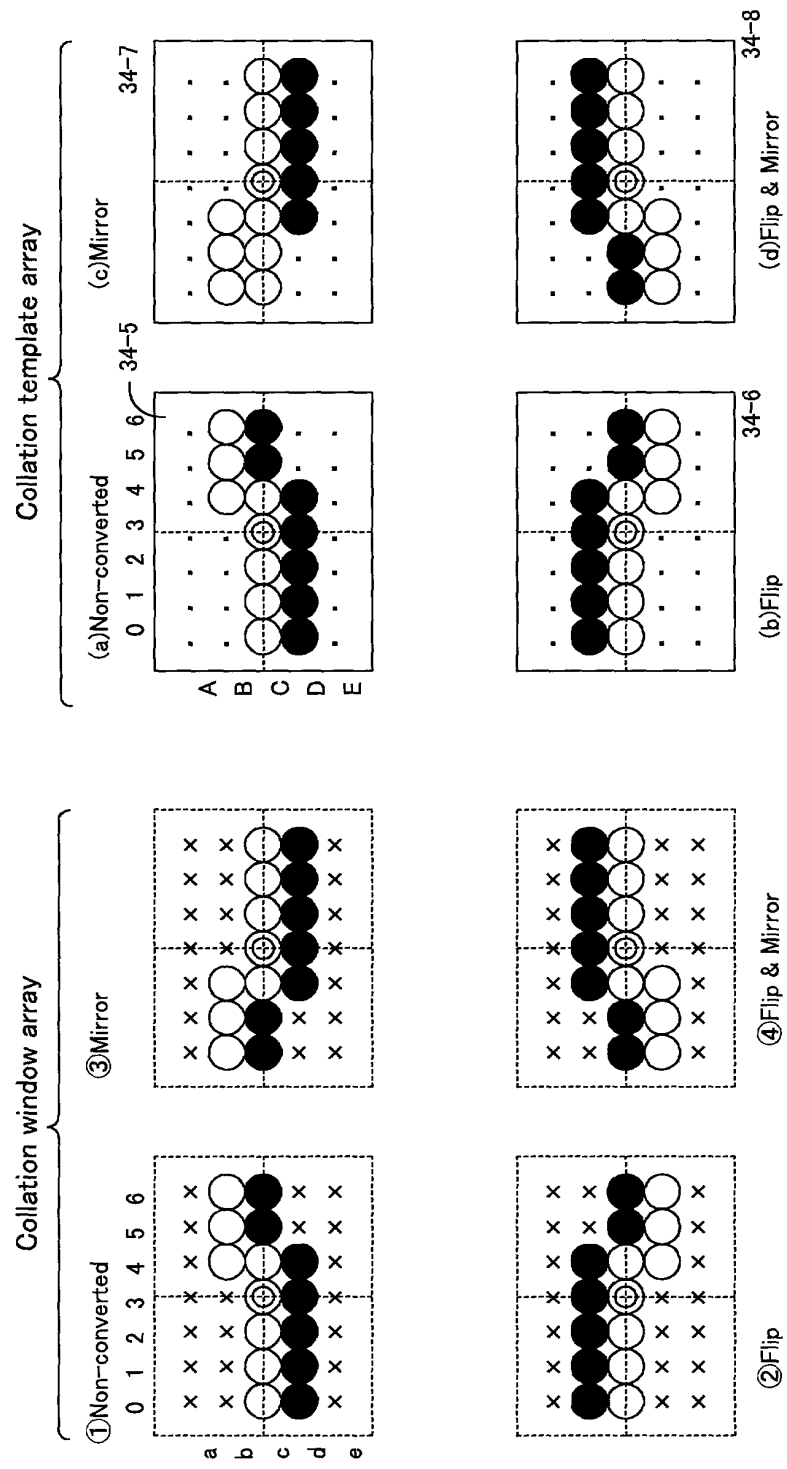 Collation window array
①Non-converted
0 1 2 3 4 5 6
a
b
c
d
e
③Mirror
②Flip
④Flip & Mirror
Collation template array
(a)Non-converted
34-5
0 1 2 3 4 5 6
A
B
C
D
E
(c)Mirror
34-7
(b)Flip
34-6
(d)Flip & Mirror
34-8